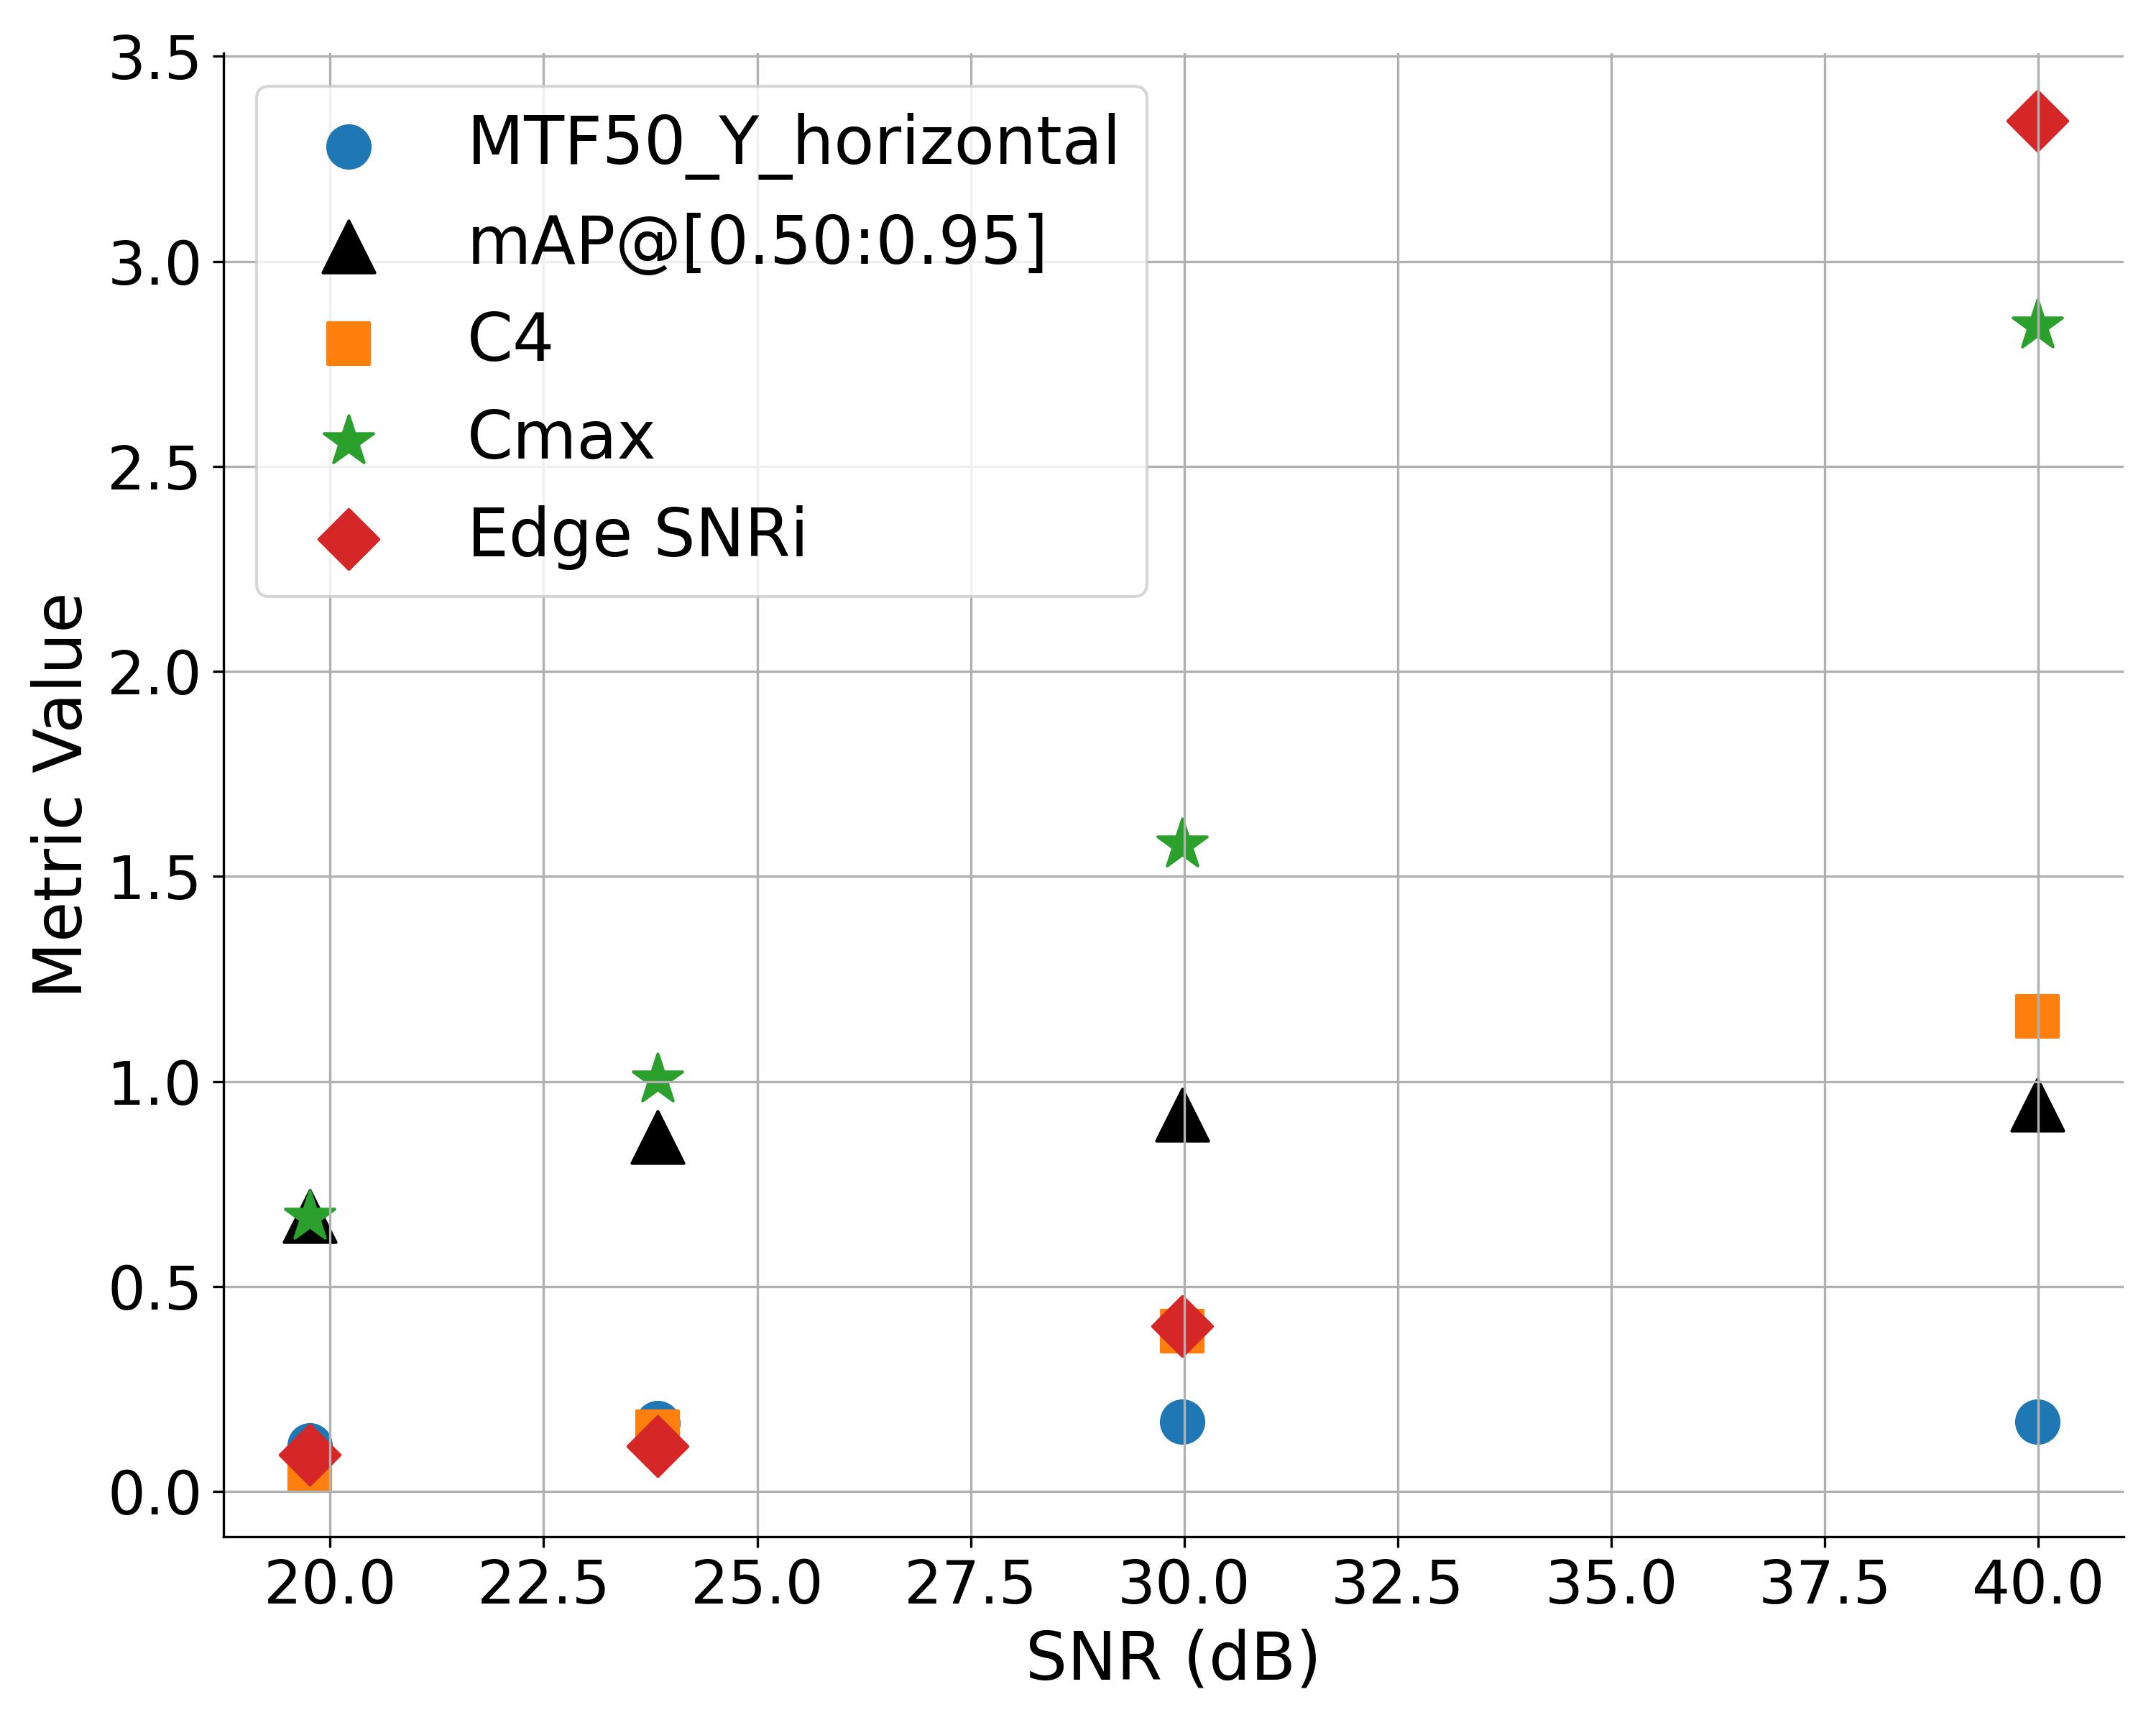 3.5
3.0
2.5
2.0
1.5
1.0
0.5
0.0
Metric Value
MTF50_Y_horizontal
mAP@[0.50:0.95]
C4
Cmax
Edge SNRi
20.0 22.5 25.0 27.5 30.0 32.5 35.0 37.5 40.0
SNR (dB)